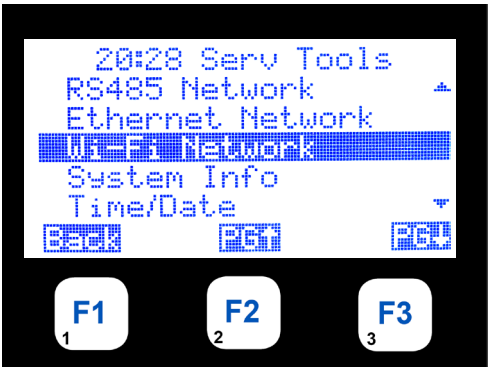 20:28 Serv Tools
RS485 Network
Ethernet Network
Wi-Fi Network
System Info
Time/Date
Back PG↑ PG↓
F1 F2 F3
1 2 3